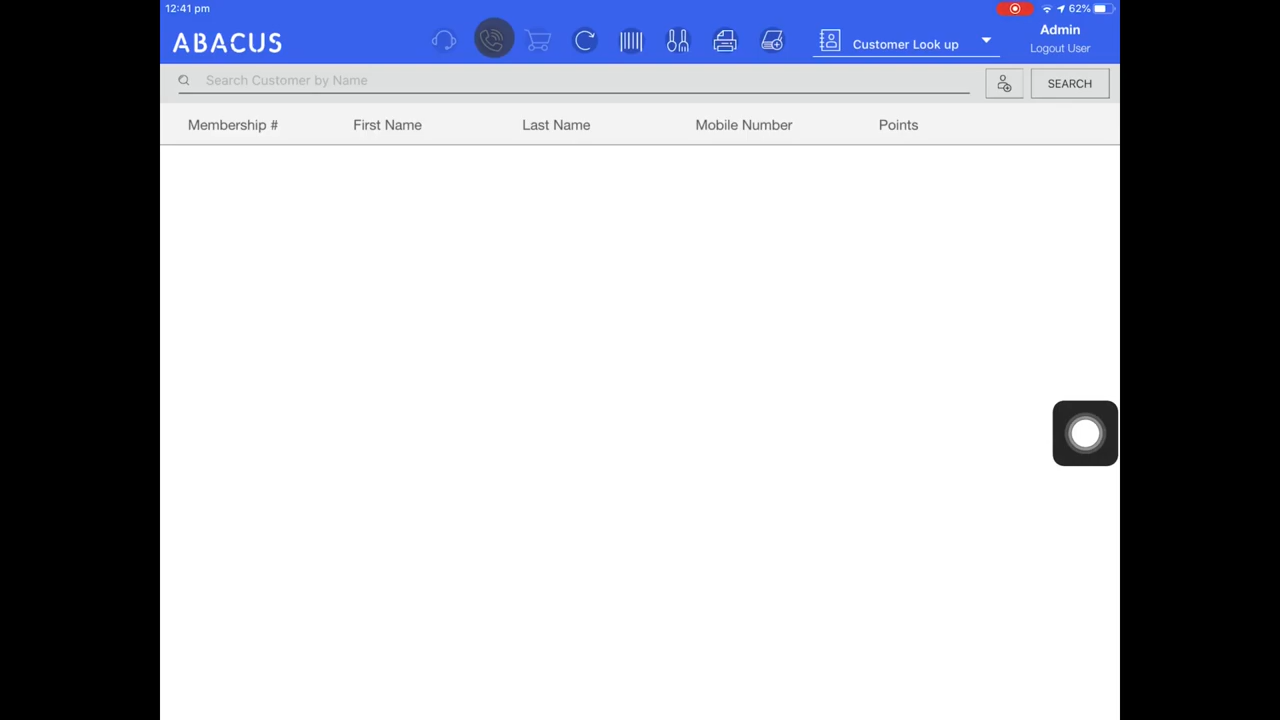 12:41 pm
62%
ABACUS
Customer Look up
Admin
Logout User
Search Customer by Name
SEARCH
Membership # First Name Last Name Mobile Number Points